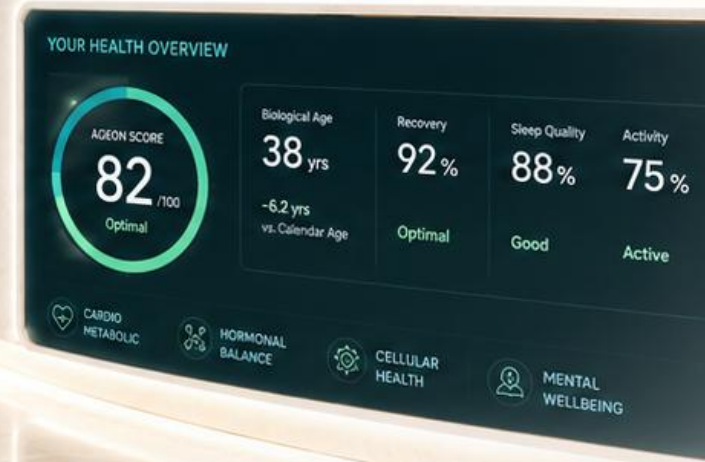 YOUR HEALTH OVERVIEW
AGEON SCORE
82 /100
Optimal
Biological Age
38 yrs
-6.2 yrs
vs. Calendar Age
Recovery
92%
Optimal
Sleep Quality
88%
Good
Activity
75%
Active
CARDIO
METABOLIC
HORMONAL
BALANCE
CELLULAR
HEALTH
MENTAL
WELLBEING